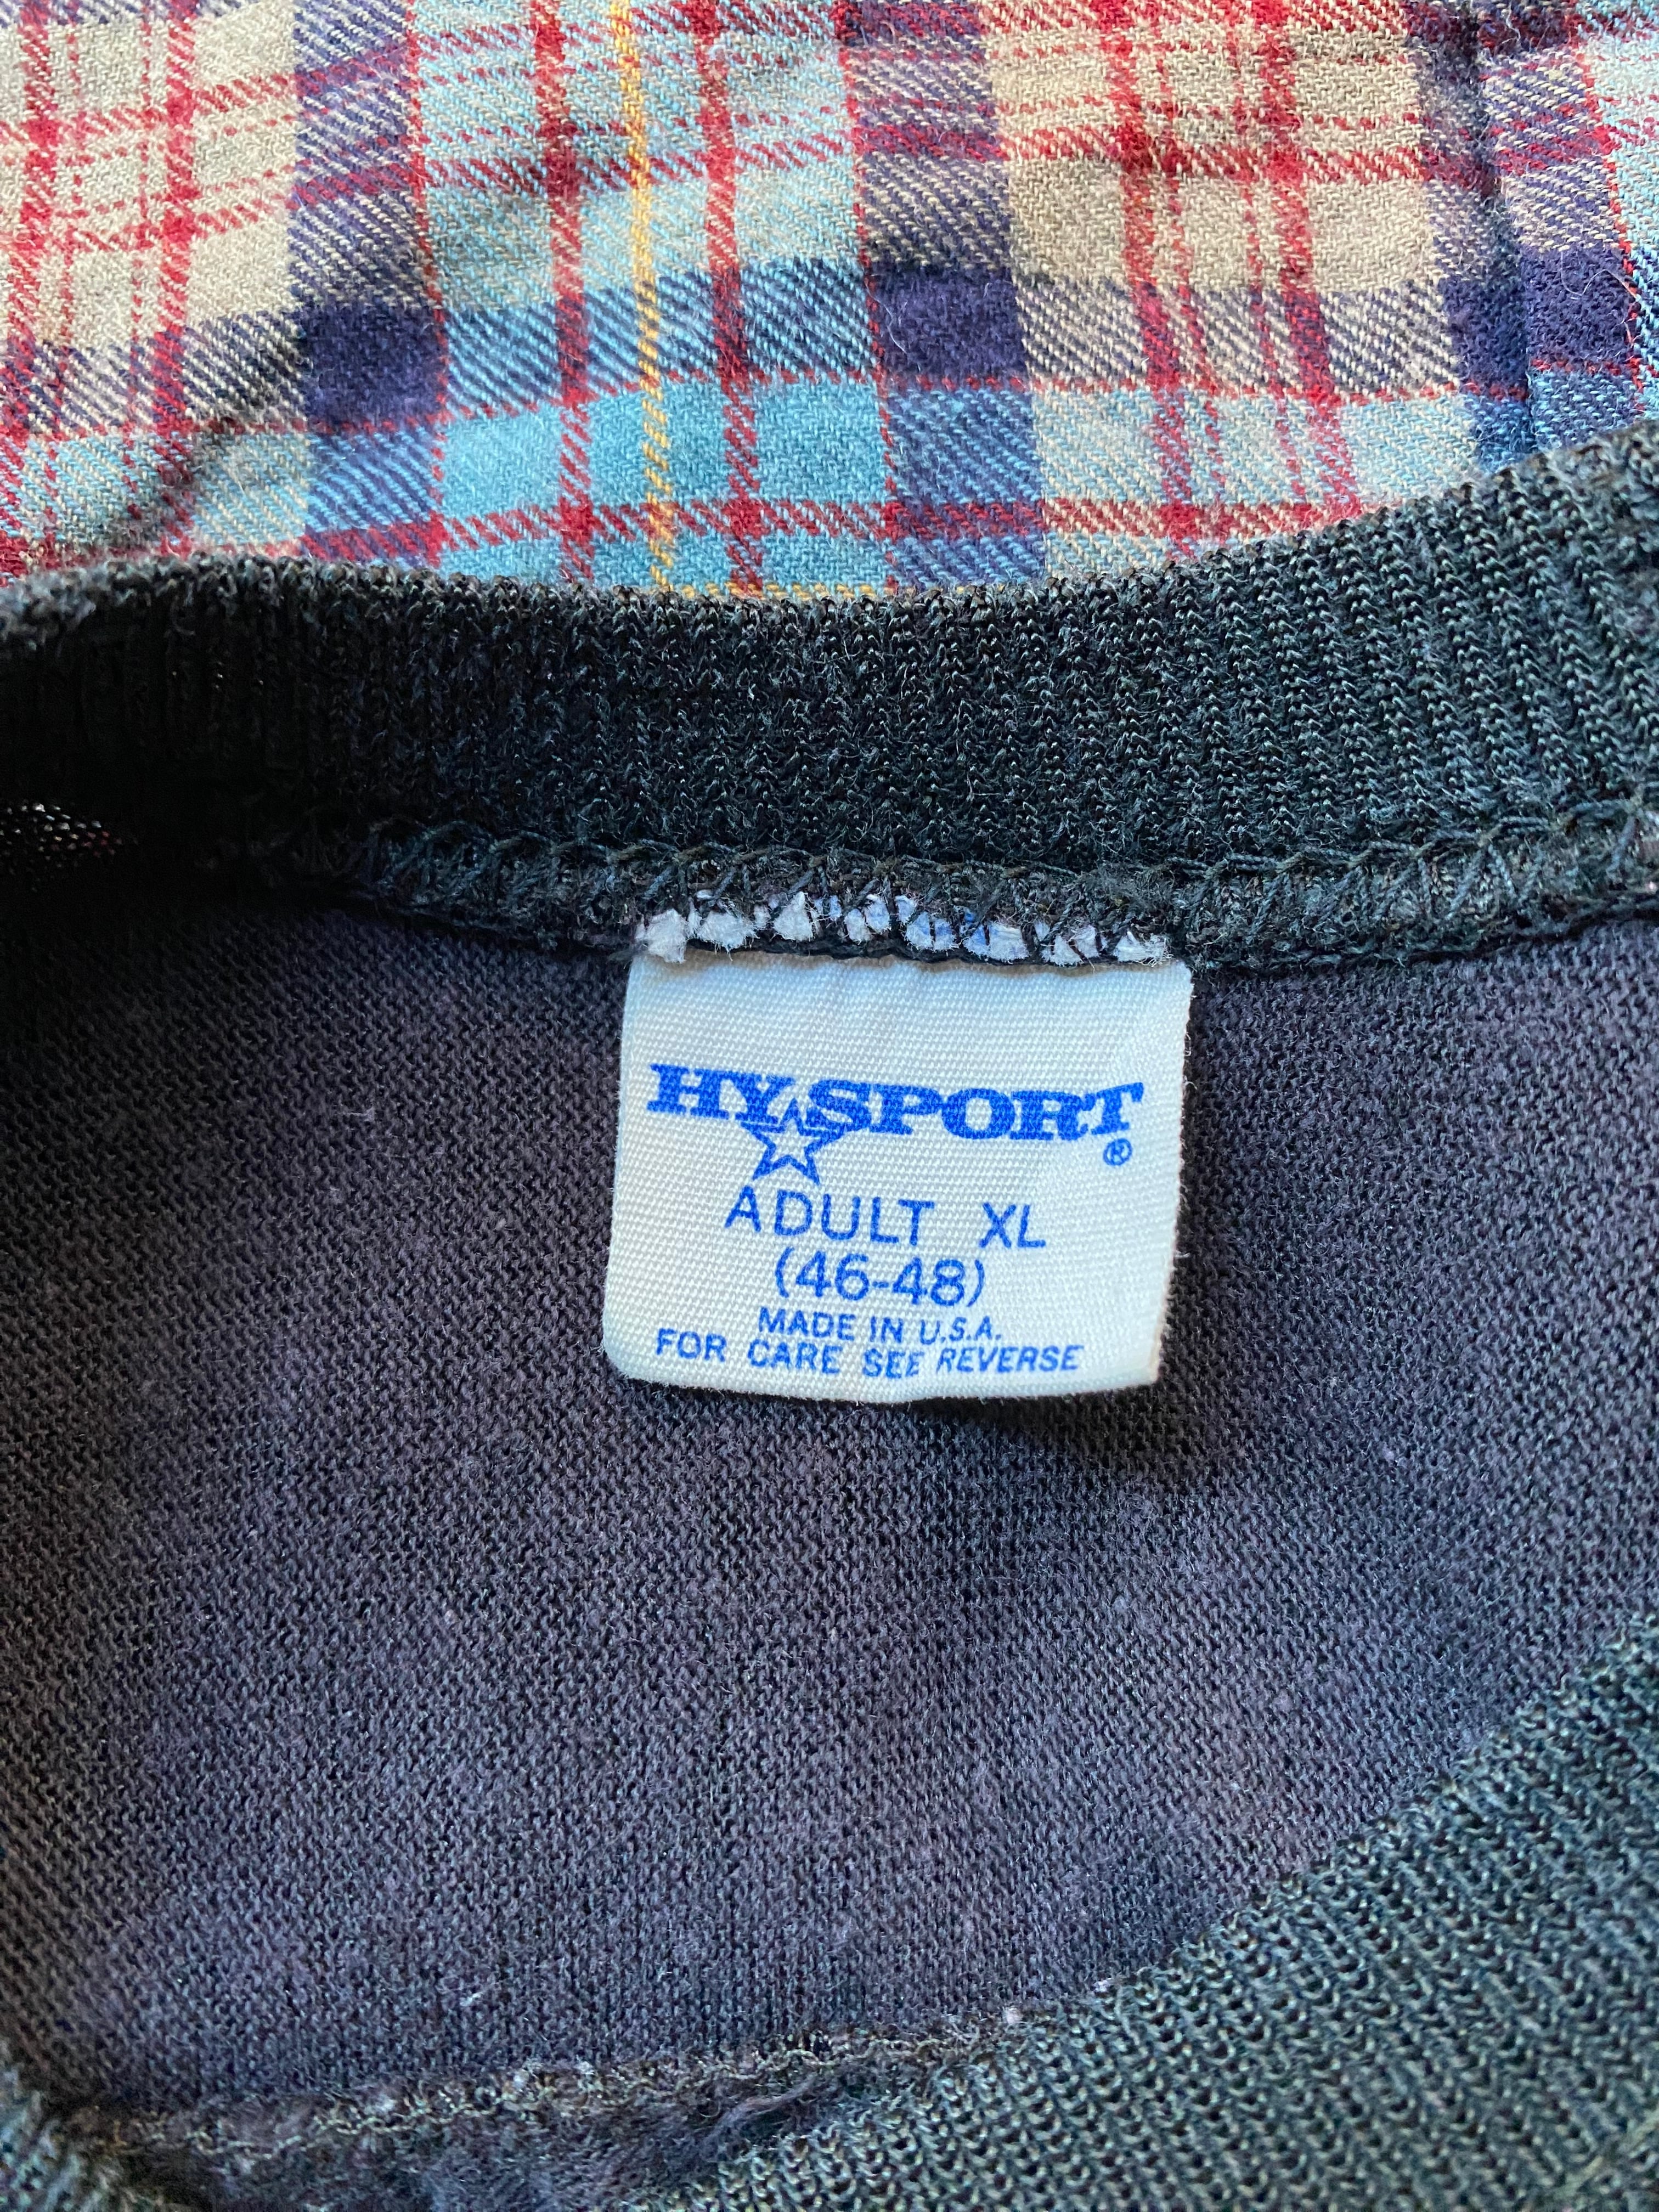 HY SPORT ®
ADULT XL
(46-48)
MADE IN U.S.A.
FOR CARE SEE REVERSE